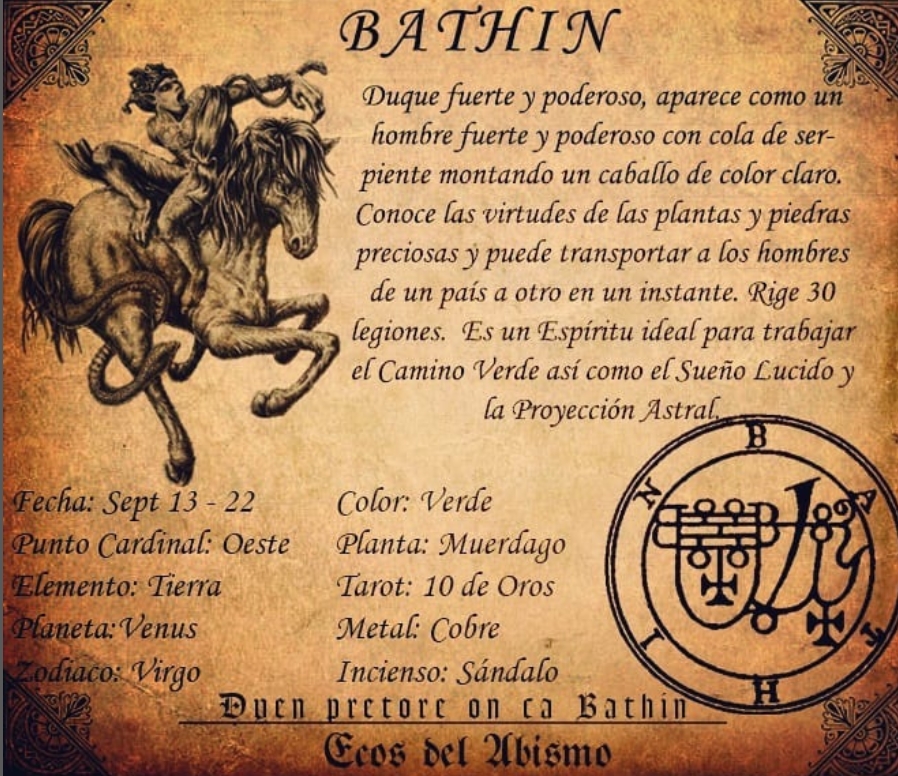 BATHIN
Duque fuerte y poderoso, aparece como un
hombre fuerte y poderoso con cola de ser-
piente montando un caballo de color claro.
Conoce las virtudes de las plantas y piedras
preciosas y puede transportar a los hombres
de un país a otro en un instante. Rige 30
legiones. Es un Espíritu ideal para trabajar
el Camino Verde así como el Sueño Lucido y
la Proyección Astral.
Fecha: Sept 13 - 22
Punto Cardinal: Oeste
Elemento: Tierra
Planeta: Venus
Zodiaco: Virgo
Color: Verde
Planta: Muerdago
Tarot: 10 de Oros
Metal: Cobre
Incienso: Sándalo
B A T H I N
Dyen pretore on ca Bathin
Ecos del Abismo